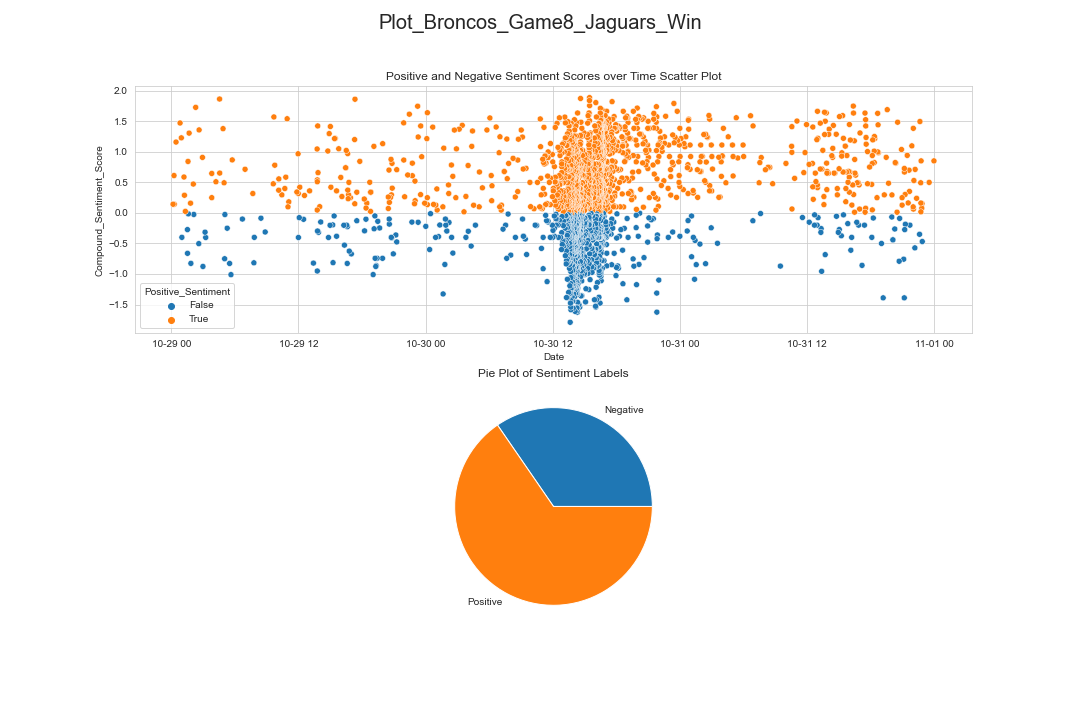 Plot_Broncos_Game8_Jaguars_Win
Positive and Negative Sentiment Scores over Time Scatter Plot
2.0
1.5
1.0
0.5
0.0
−0.5
−1.0
−1.5
Compound_Sentiment_Score
Positive_Sentiment
False
True
10-29 00 10-29 12 10-30 00 10-30 12 10-31 00 10-31 12 11-01 00
Date
Pie Plot of Sentiment Labels
Negative
Positive